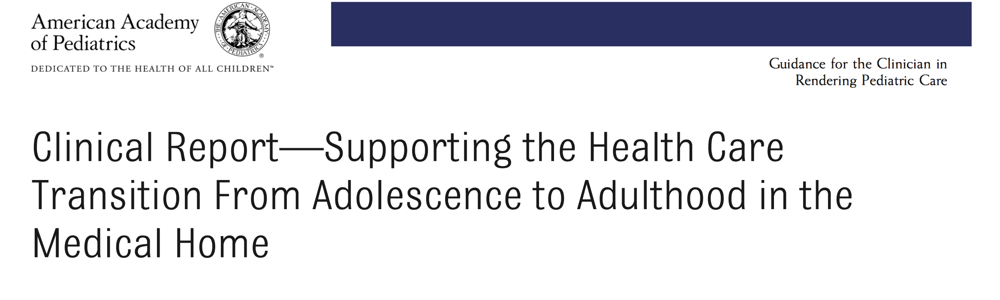 American Academy
of Pediatrics
THE · AMERICAN · ACADEMY · OF · PEDIATRICS ·
®
DEDICATED TO THE HEALTH OF ALL CHILDREN™
Guidance for the Clinician in
Rendering Pediatric Care
Clinical Report—Supporting the Health Care
Transition From Adolescence to Adulthood in the
Medical Home